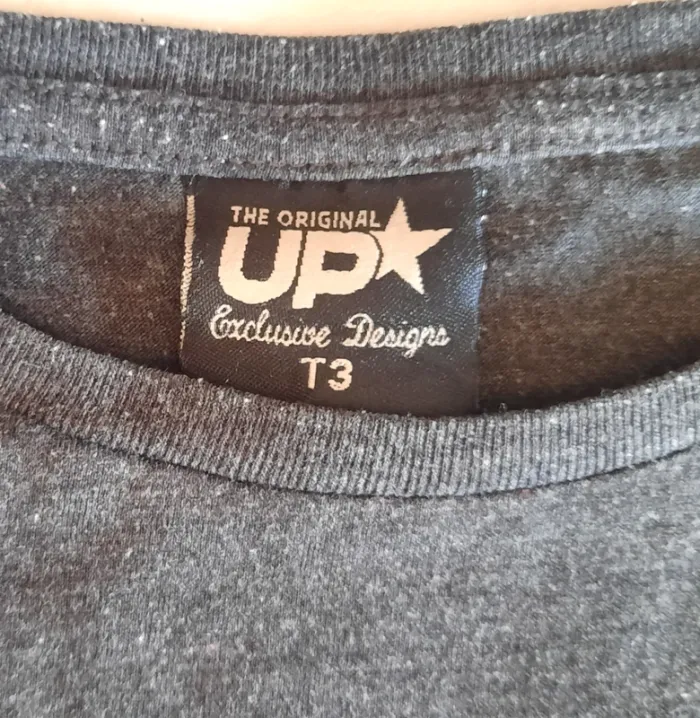 THE ORIGINAL
UP
Exclusive Designs
T3